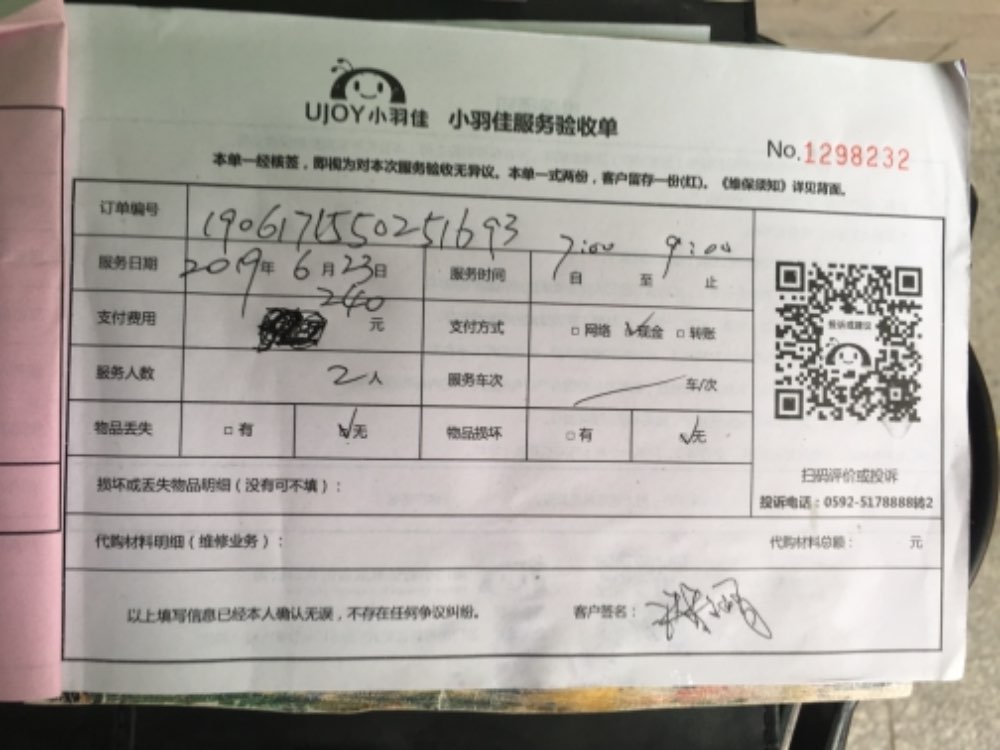 UJOY小羽佳 小羽佳服务验收单
No.1298232
本单一经核签，即视为对本次服务验收无异议。本单一式两份，客户留存一份(红)。《维保须知》详见背面。
订单编号 1906171550251693
服务日期 2019年 6月23日 服务时间 7:00 自 至 9:00 止
支付费用 240 元 支付方式 □ 网络 ☑ 现金 □ 转账
服务人数 2人 服务车次 车/次
物品丢失 □ 有 ☑ 无 物品损坏 □ 有 ☑ 无
投诉或建议
扫码评价或投诉
投诉电话：0592-5178888转2
损坏或丢失物品明细（没有可不填）：
代购材料明细（维修业务）： 代购材料总额： 元
以上填写信息已经本人确认无误，不存在任何争议纠纷。 客户签名：